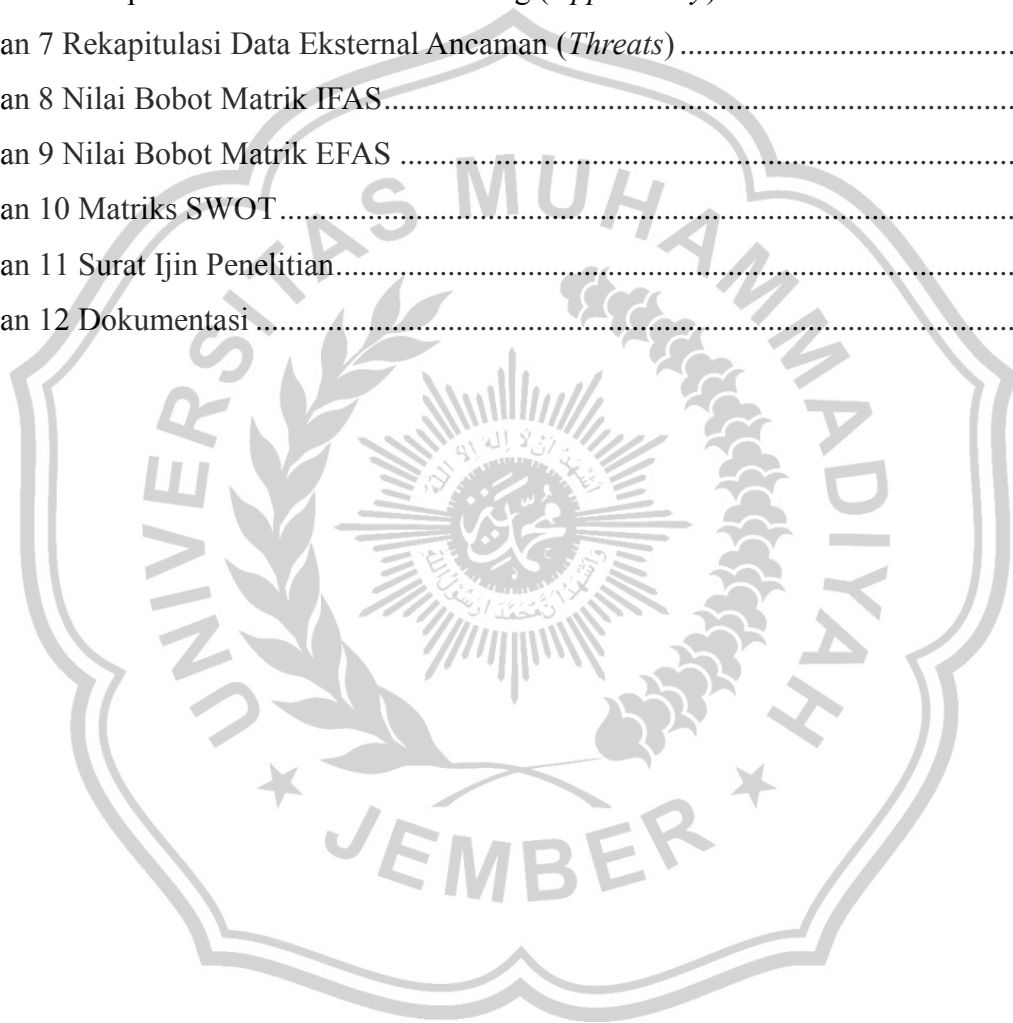 an 7 Rekapitulasi Data Eksternal Ancaman (Threats) ..........................................
an 8 Nilai Bobot Matrik IFAS..........................................
an 9 Nilai Bobot Matrik EFAS ..........................................
an 10 Matriks SWOT..........................................
an 11 Surat Ijin Penelitian..........................................
an 12 Dokumentasi ..........................................
UNIVERSITAS MUHAMMADIYAH
JEMBER